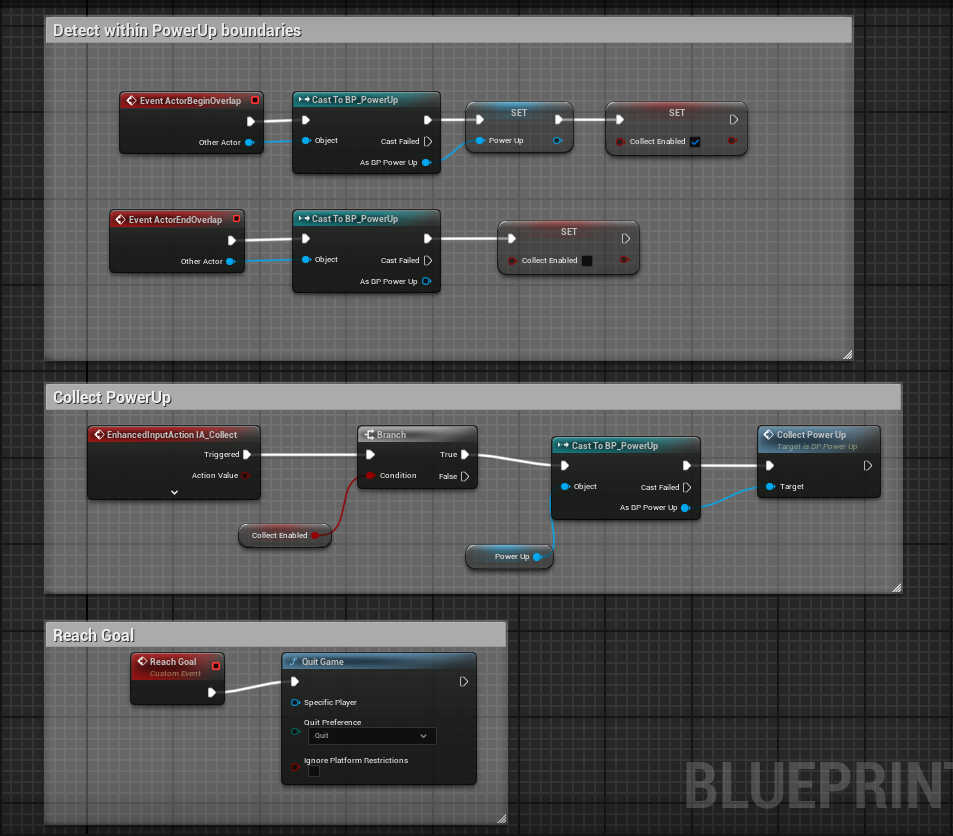 Detect within PowerUp boundaries
Event ActorBeginOverlap
Other Actor
Cast To BP_PowerUp
Object
Cast Failed
As BP Power Up
SET
Power Up
SET
Collect Enabled
Event ActorEndOverlap
Other Actor
Cast To BP_PowerUp
Object
Cast Failed
As BP Power Up
SET
Collect Enabled
Collect PowerUp
EnhancedInputAction IA_Collect
Triggered
Action Value
Branch
True
Condition
False
Collect Enabled
Cast To BP_PowerUp
Object
Cast Failed
As BP Power Up
Power Up
Collect Power Up
Target is BP Power Up
Target
Reach Goal
Reach Goal
Custom Event
Quit Game
Specific Player
Quit Preference
Quit
Ignore Platform Restrictions
BLUEPRINT